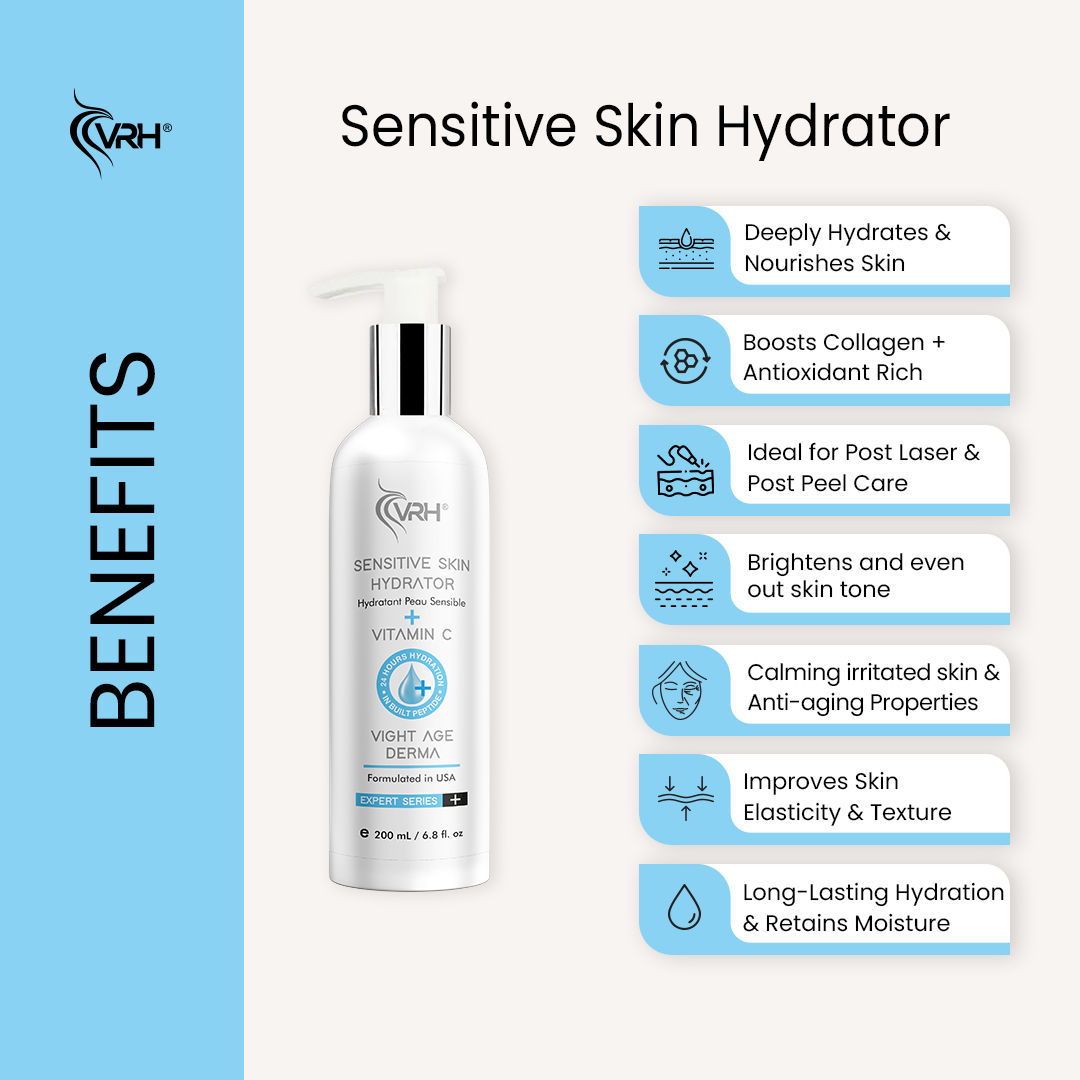 VRH®
BENEFITS
Sensitive Skin Hydrator
VRH®
SENSITIVE SKIN
HYDRATOR
Hydratant Peau Sensible
+
VITAMIN C
24 HOURS HYDRATION
• IN BUILT PEPTIDE •
+
VIGHT AGE
DERMA
Formulated in USA
EXPERT SERIES +
e 200 mL / 6.8 fl. oz
Deeply Hydrates &
Nourishes Skin
Boosts Collagen +
Antioxidant Rich
Ideal for Post Laser &
Post Peel Care
Brightens and even
out skin tone
Calming irritated skin &
Anti-aging Properties
Improves Skin
Elasticity & Texture
Long-Lasting Hydration
& Retains Moisture